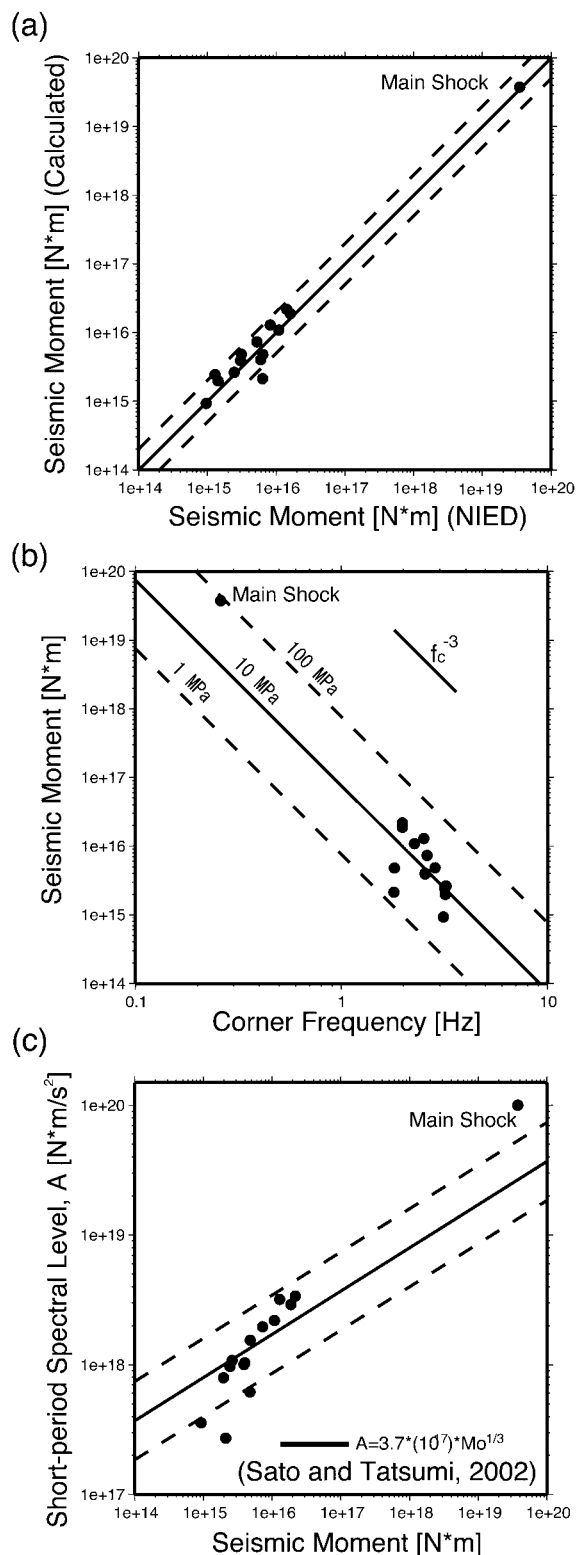 (a)
1e+20
1e+19
1e+18
1e+17
1e+16
1e+15
1e+14
Seismic Moment [N*m] (Calculated)
Main Shock
1e+14 1e+15 1e+16 1e+17 1e+18 1e+19 1e+20
Seismic Moment [N*m] (NIED)
(b)
1e+20
1e+19
1e+18
1e+17
1e+16
1e+15
1e+14
Seismic Moment [N*m]
Main Shock
1 MPa
10 MPa
100 MPa
fc-3
0.1 1 10
Corner Frequency [Hz]
(c)
1e+20
1e+19
1e+18
1e+17
Short-period Spectral Level, A [N*m/s²]
Main Shock
A=3.7*(10⁷)*Mo¹/³
(Sato and Tatsumi, 2002)
1e+14 1e+15 1e+16 1e+17 1e+18 1e+19 1e+20
Seismic Moment [N*m]